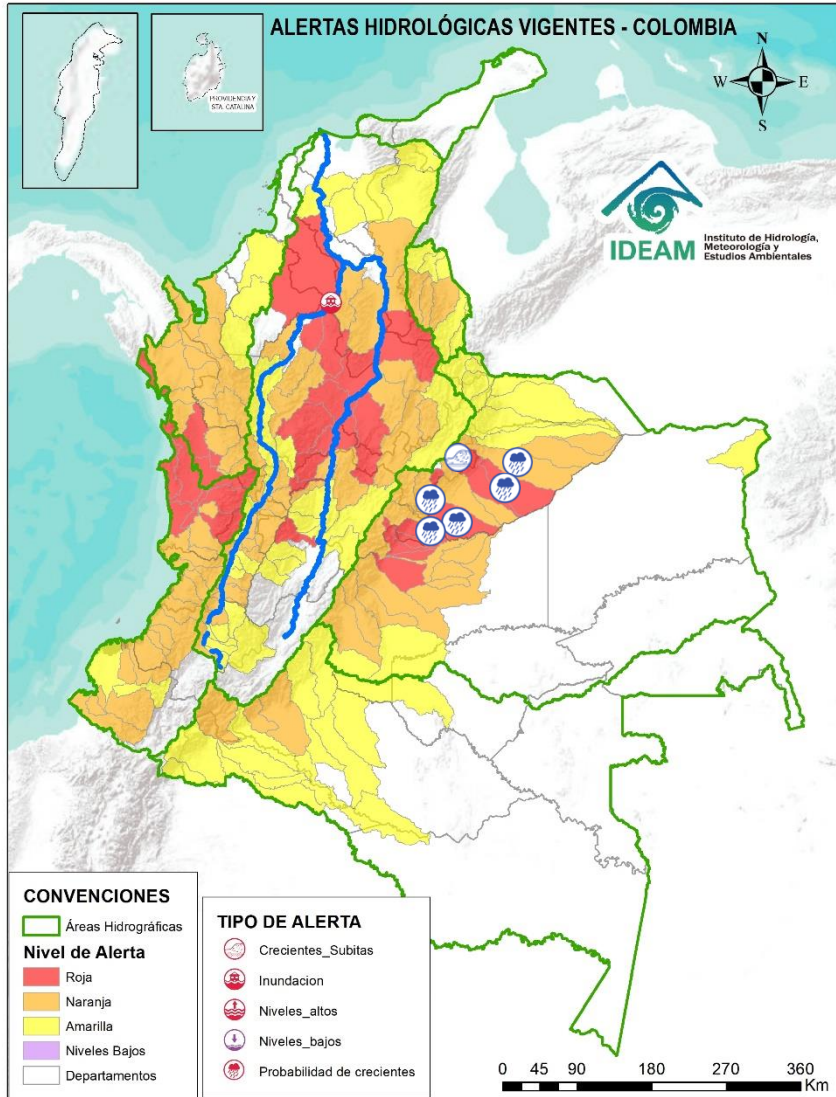 ALERTAS HIDROLÓGICAS VIGENTES - COLOMBIA
PROVIDENCIA Y
STA. CATALINA
N
W
E
S
IDEAM
Instituto de Hidrología,
Meteorología y
Estudios Ambientales
CONVENCIONES
Áreas Hidrográficas
Nivel de Alerta
Roja
Naranja
Amarilla
Niveles Bajos
Departamentos
TIPO DE ALERTA
Crecientes_Subitas
Inundacion
Niveles_altos
Niveles_bajos
Probabilidad de crecientes
0 45 90 180 270 360
Km